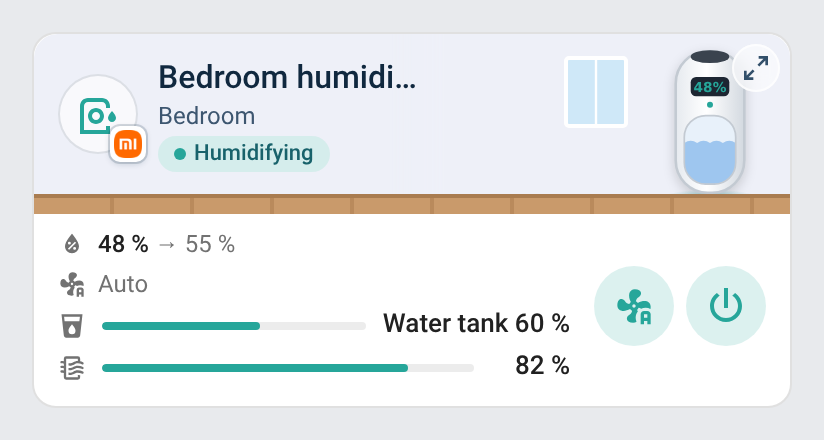 Bedroom humidi…
Bedroom
Humidifying
48%
48 % → 55 %
Auto
Water tank 60 %
82 %